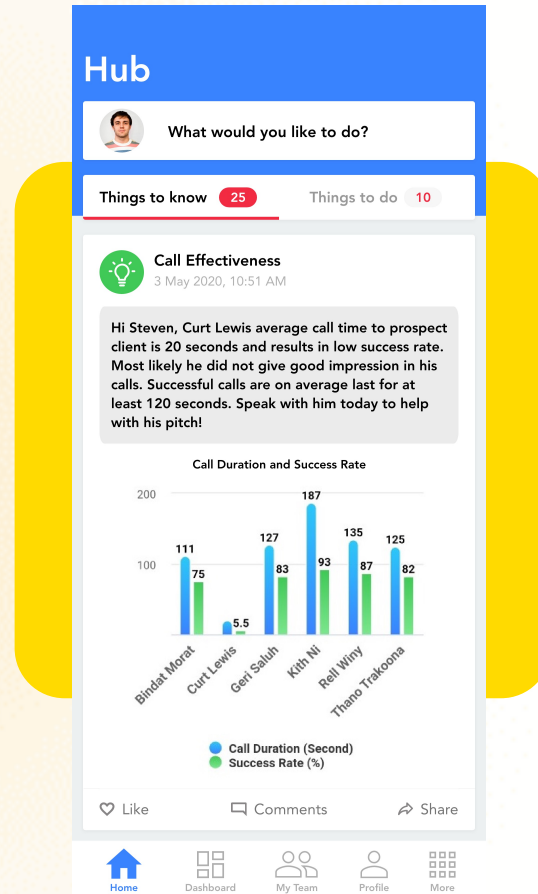 Hub
What would you like to do?
Things to know 25
Things to do 10
Call Effectiveness
3 May 2020, 10:51 AM
Hi Steven, Curt Lewis average call time to prospect
client is 20 seconds and results in low success rate.
Most likely he did not give good impression in his
calls. Successful calls are on average last for at
least 120 seconds. Speak with him today to help
with his pitch!
Call Duration and Success Rate
200
100
111
75
5.5
127
83
187
93
135
87
125
82
Bindat Morat
Curt Lewis
Geri Saluh
Kith Ni
Rell Winy
Thano Trakoona
Call Duration (Second)
Success Rate (%)
Like
Comments
Share
Home
Dashboard
My Team
Profile
More